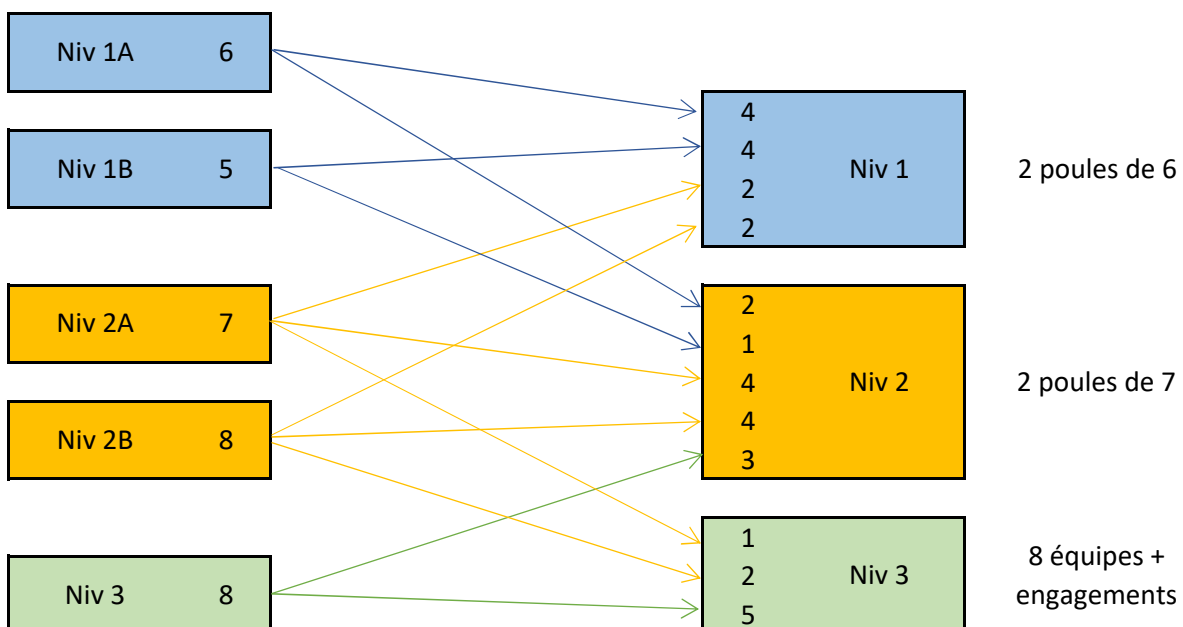 Niv 1A 6
Niv 1B 5
Niv 2A 7
Niv 2B 8
Niv 3 8
4
4
2
2
Niv 1
2 poules de 6
2
1
4
4
3
Niv 2
2 poules de 7
1
2
5
Niv 3
8 équipes +
engagements